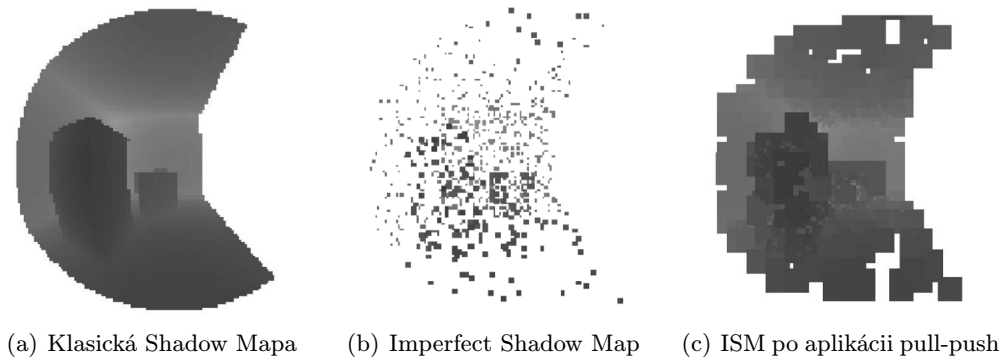 (a) Klasická Shadow Mapa
(b) Imperfect Shadow Map
(c) ISM po aplikácii pull-push